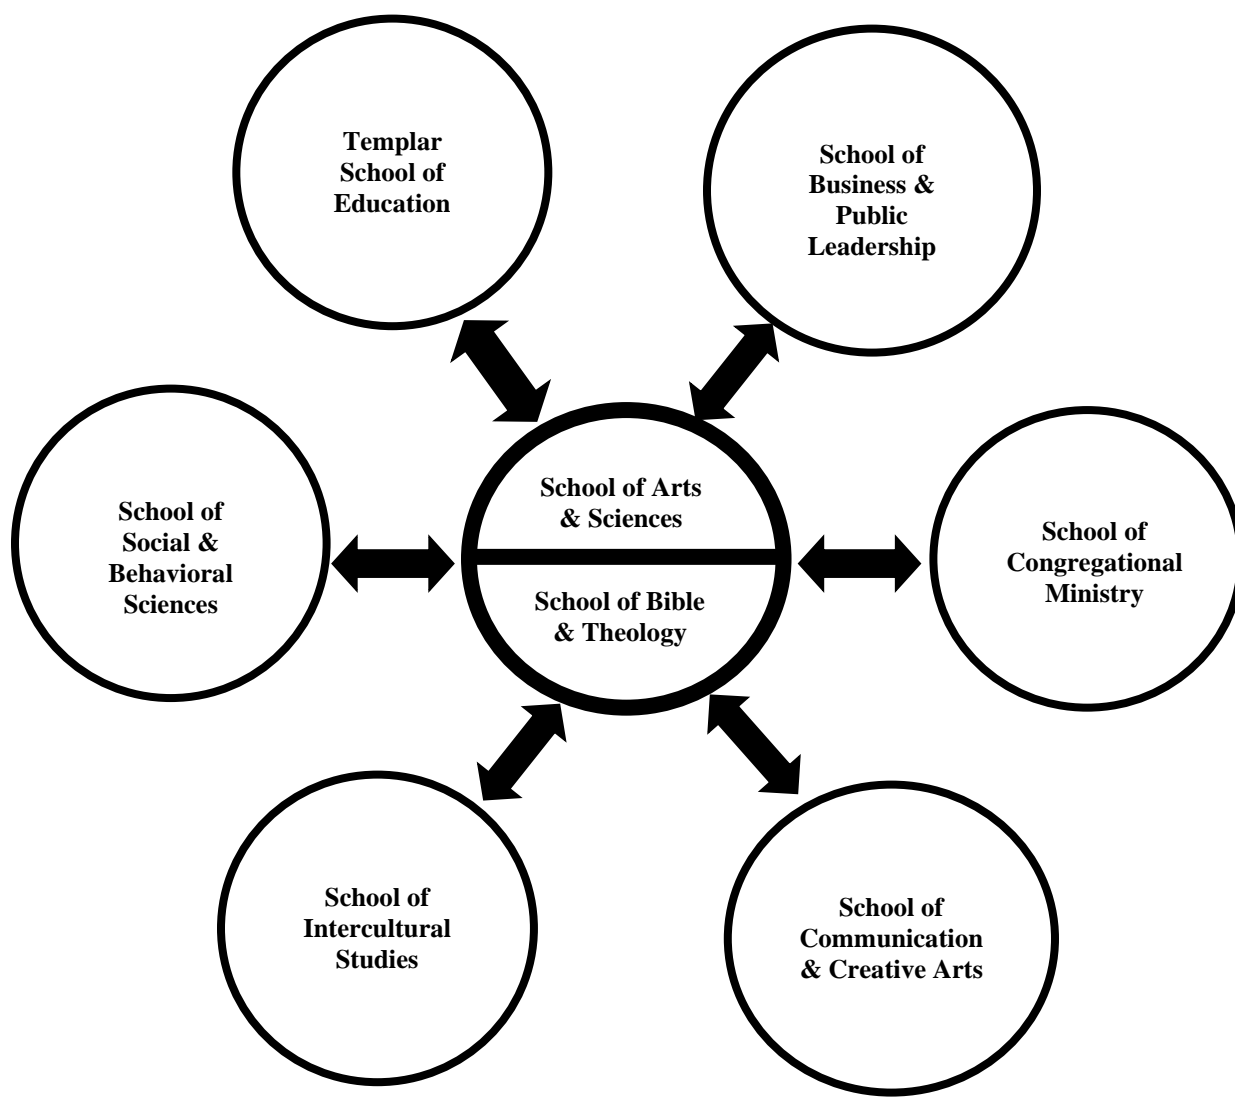 Templar
School of
Education
School of
Business &
Public
Leadership
School of
Social &
Behavioral
Sciences
School of Arts
& Sciences
School of Bible
& Theology
School of
Congregational
Ministry
School of
Intercultural
Studies
School of
Communication
& Creative Arts